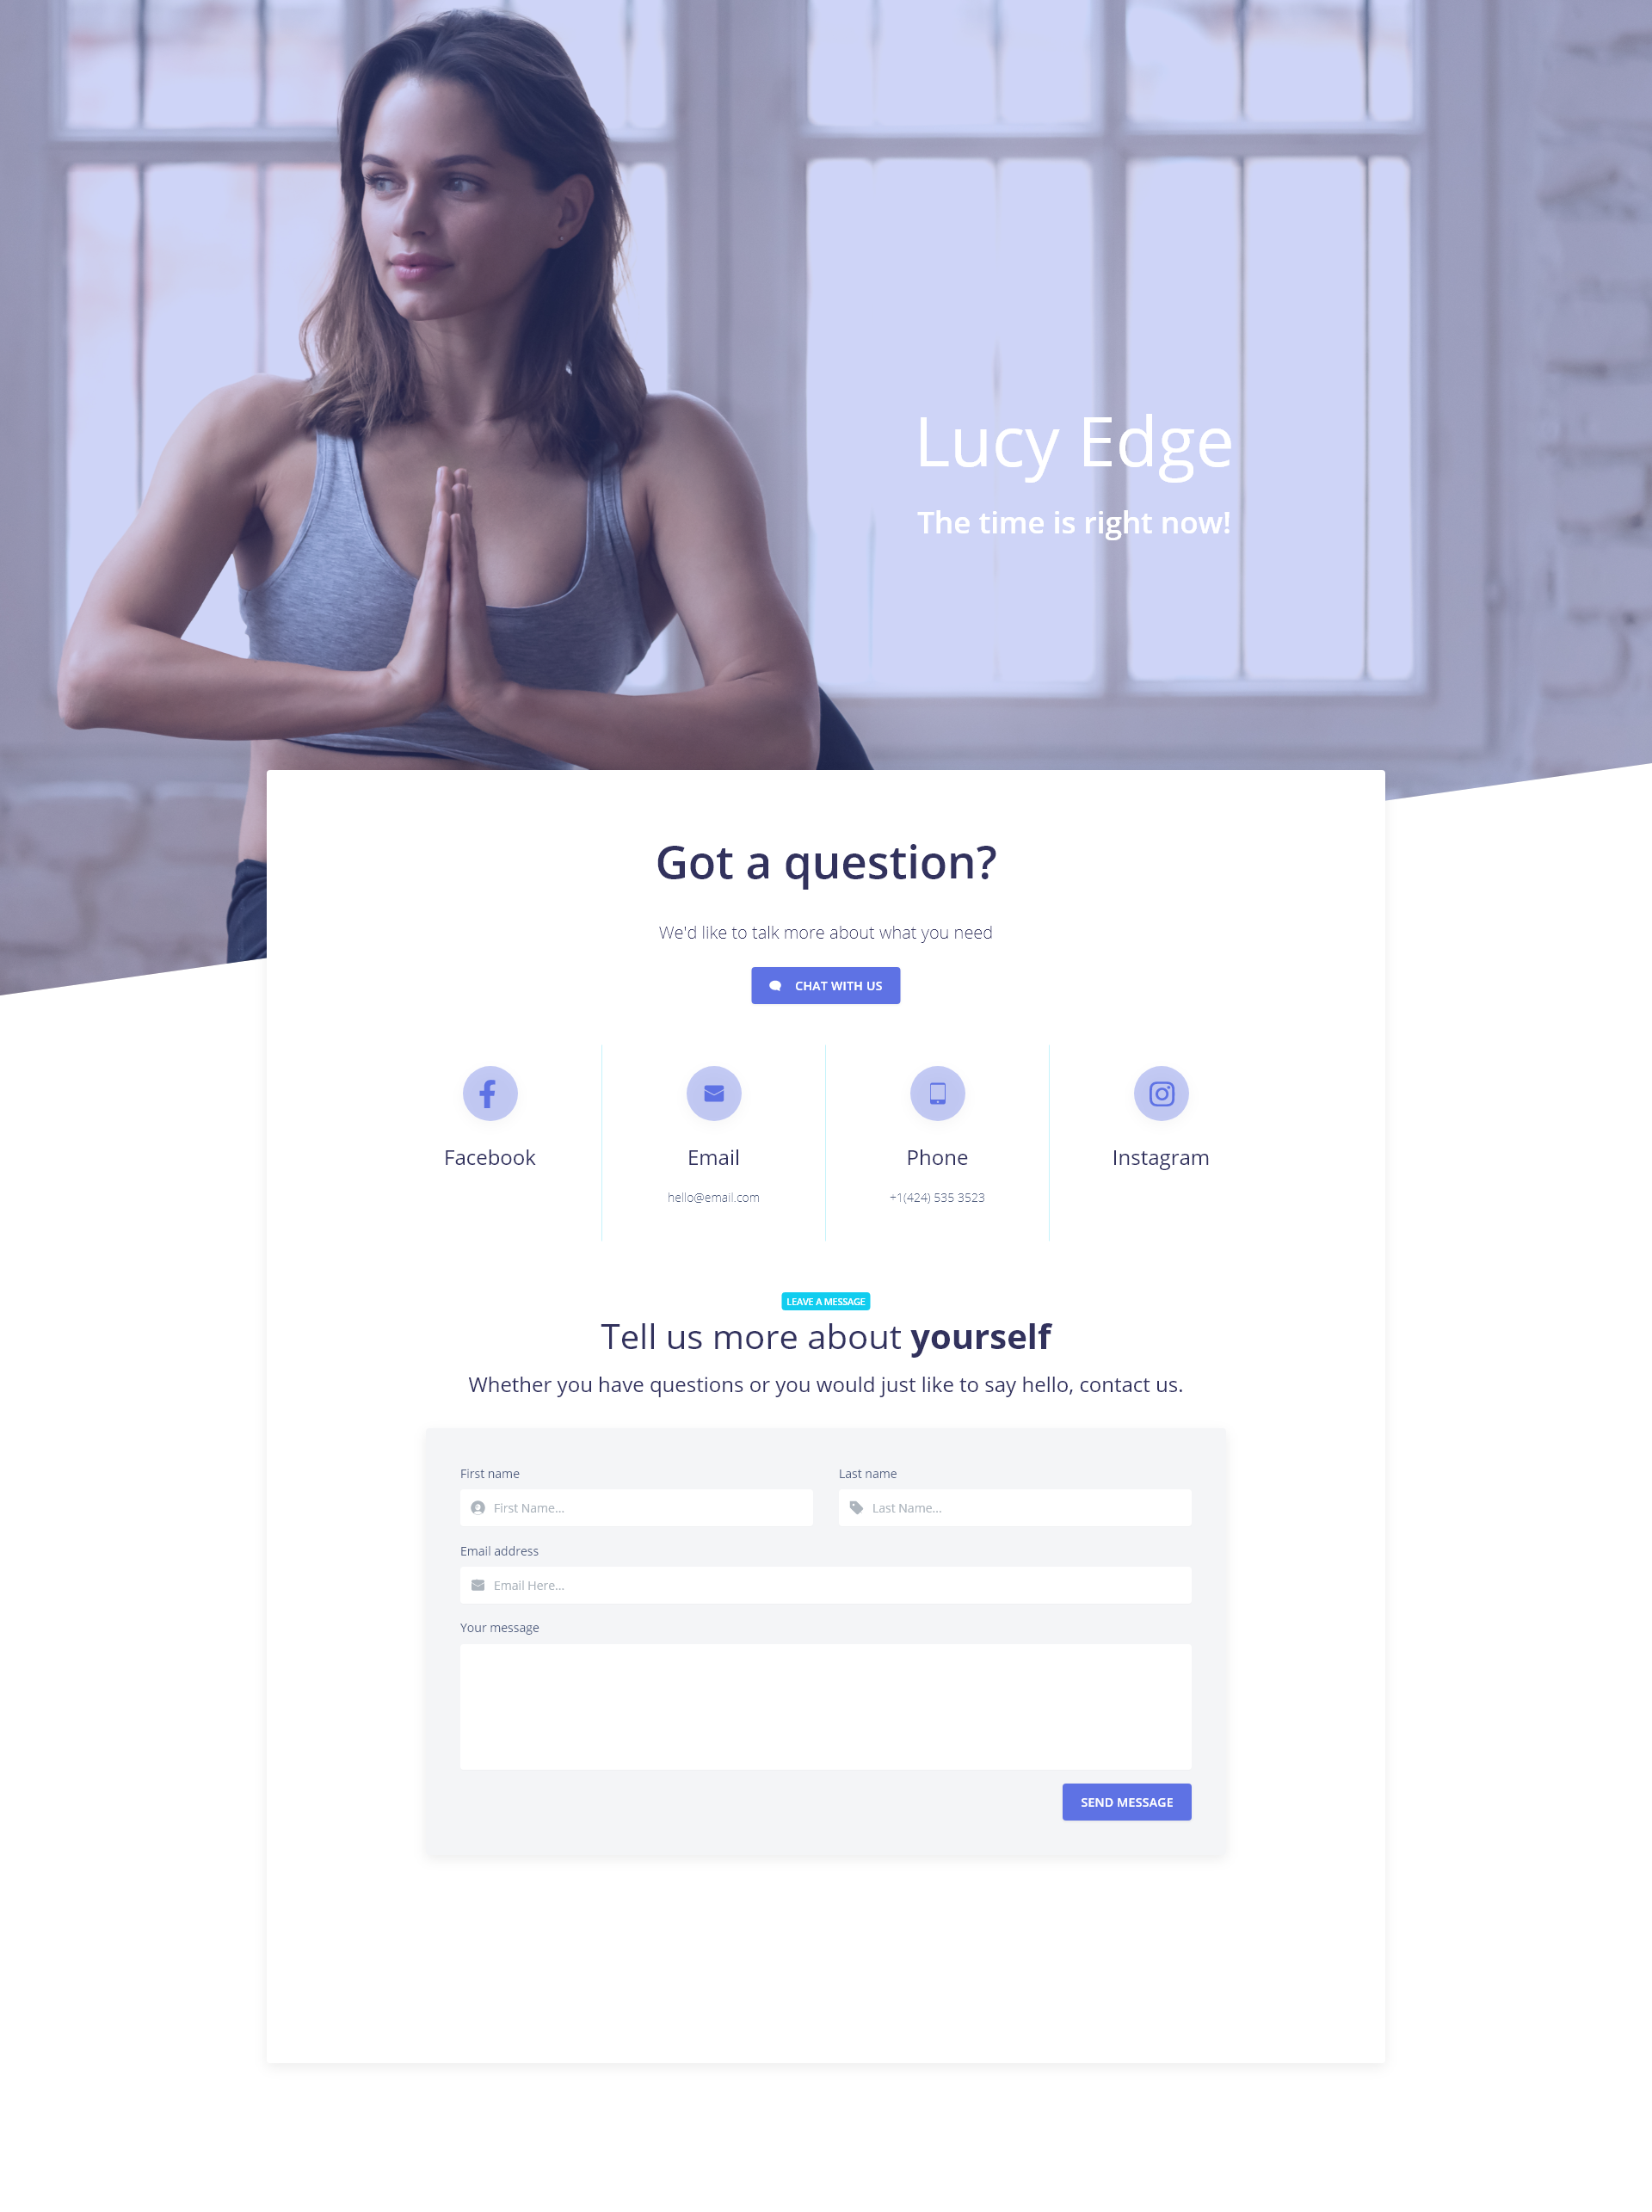 Lucy Edge
The time is right now!
Got a question?
We'd like to talk more about what you need
CHAT WITH US
Facebook
Email
Phone
Instagram
hello@email.com
+1(424) 535 3523
LEAVE A MESSAGE
Tell us more about yourself
Whether you have questions or you would just like to say hello, contact us.
First name
Last name
First Name...
Last Name...
Email address
Email Here...
Your message
SEND MESSAGE